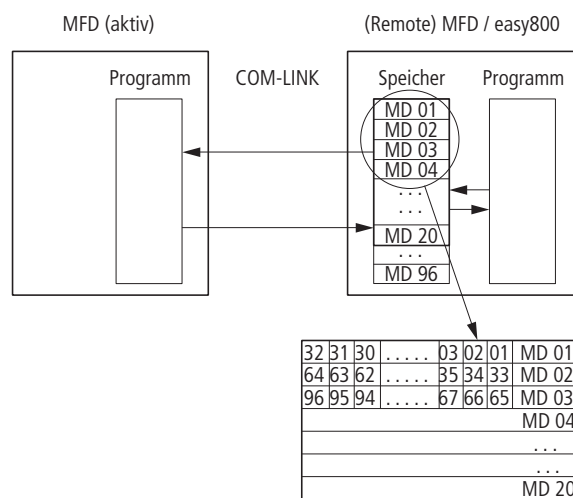 MFD (aktiv)
(Remote) MFD / easy800
Programm
COM-LINK
Speicher
Programm
MD 01
MD 02
MD 03
MD 04
. . .
. . .
MD 20
. . .
MD 96
32 31 30 . . . . . 03 02 01 MD 01
64 63 62 . . . . . 35 34 33 MD 02
96 95 94 . . . . . 67 66 65 MD 03
MD 04
. . .
. . .
MD 20